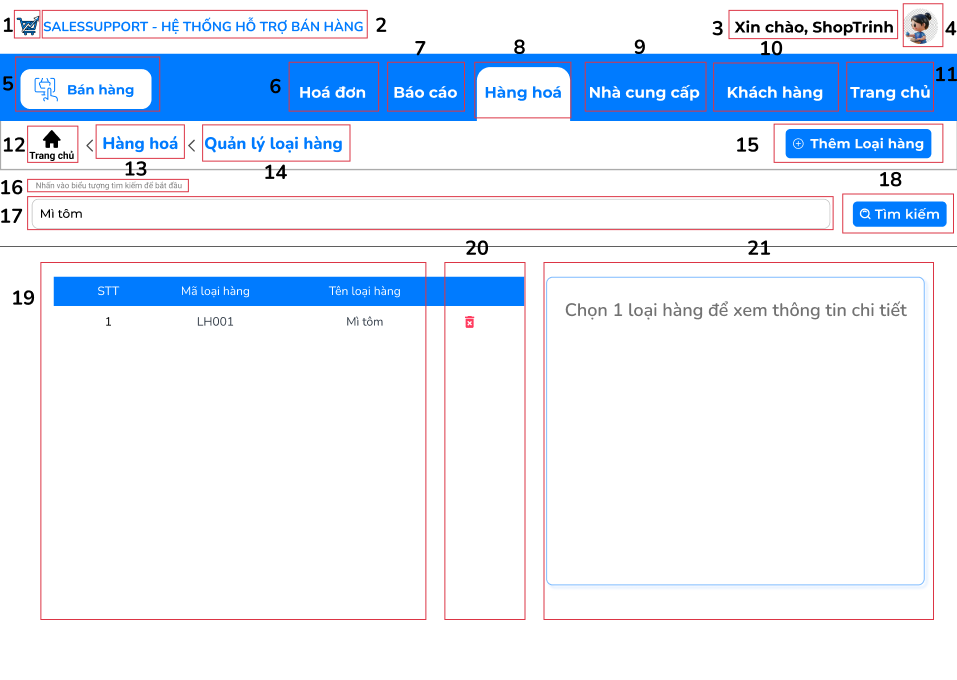 1 SALESSUPPORT - HỆ THỐNG HỖ TRỢ BÁN HÀNG 2
3 Xin chào, ShopTrinh 4
7 8 9 10
5 Bán hàng 6 Hoá đơn Báo cáo Hàng hoá Nhà cung cấp Khách hàng Trang chủ 11
12 Trang chủ < Hàng hoá < Quản lý loại hàng 15 Thêm Loại hàng
13 14
16 Nhấn vào biểu tượng tìm kiếm để bắt đầu 18
17 Mì tôm Tìm kiếm
20 21
19 STT Mã loại hàng Tên loại hàng
1 LH001 Mì tôm
Chọn 1 loại hàng để xem thông tin chi tiết